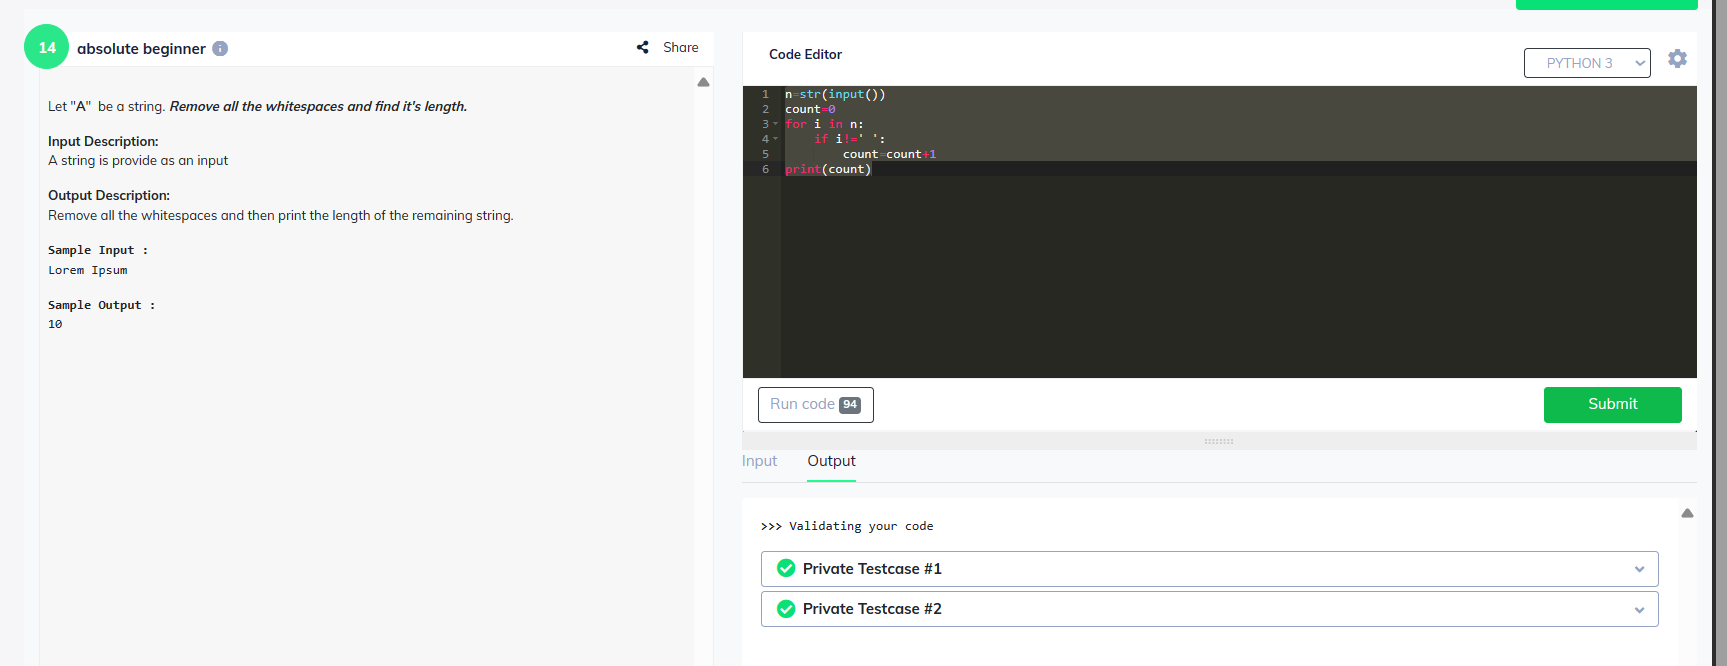 14 absolute beginner
Share
Let "A" be a string. Remove all the whitespaces and find it's length.
Input Description:
A string is provide as an input
Output Description:
Remove all the whitespaces and then print the length of the remaining string.
Sample Input :
Lorem Ipsum
Sample Output :
10
Code Editor
PYTHON 3
1 n=str(input())
2 count=0
3 for i in n:
4     if i!=' ':
5         count=count+1
6 print(count)
Run code 94
Submit
Input Output
>>> Validating your code
Private Testcase #1
Private Testcase #2